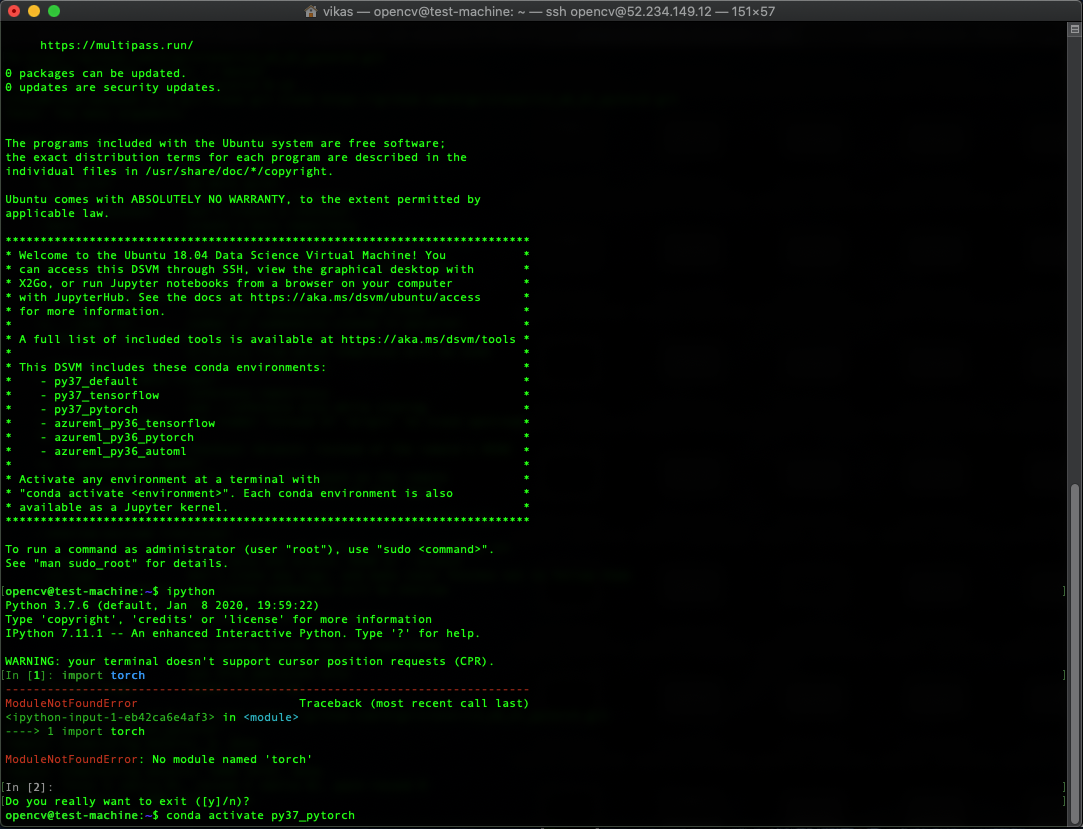 vikas — opencv@test-machine: ~ — ssh opencv@52.234.149.12 — 151×57
https://multipass.run/
0 packages can be updated.
0 updates are security updates.
The programs included with the Ubuntu system are free software;
the exact distribution terms for each program are described in the
individual files in /usr/share/doc/*/copyright.
Ubuntu comes with ABSOLUTELY NO WARRANTY, to the extent permitted by
applicable law.
***************************************************************************
* Welcome to the Ubuntu 18.04 Data Science Virtual Machine! You           *
* can access this DSVM through SSH, view the graphical desktop with       *
* X2Go, or run Jupyter notebooks from a browser on your computer          *
* with JupyterHub. See the docs at https://aka.ms/dsvm/ubuntu/access      *
* for more information.                                                   *
*                                                                         *
* A full list of included tools is available at https://aka.ms/dsvm/tools *
*                                                                         *
* This DSVM includes these conda environments:                            *
*    - py37_default                                                       *
*    - py37_tensorflow                                                    *
*    - py37_pytorch                                                       *
*    - azureml_py36_tensorflow                                            *
*    - azureml_py36_pytorch                                               *
*    - azureml_py36_automl                                                *
*                                                                         *
* Activate any environment at a terminal with                             *
* "conda activate <environment>". Each conda environment is also          *
* available as a Jupyter kernel.                                          *
***************************************************************************
To run a command as administrator (user "root"), use "sudo <command>".
See "man sudo_root" for details.
[opencv@test-machine:~$ ipython ]
Python 3.7.6 (default, Jan  8 2020, 19:59:22)
Type 'copyright', 'credits' or 'license' for more information
IPython 7.11.1 -- An enhanced Interactive Python. Type '?' for help.
WARNING: your terminal doesn't support cursor position requests (CPR).
[In [1]: import torch ]
---------------------------------------------------------------------------
ModuleNotFoundError                       Traceback (most recent call last)
<ipython-input-1-eb42ca6e4af3> in <module>
----> 1 import torch
ModuleNotFoundError: No module named 'torch'
[In [2]: ]
[Do you really want to exit ([y]/n)? ]
opencv@test-machine:~$ conda activate py37_pytorch